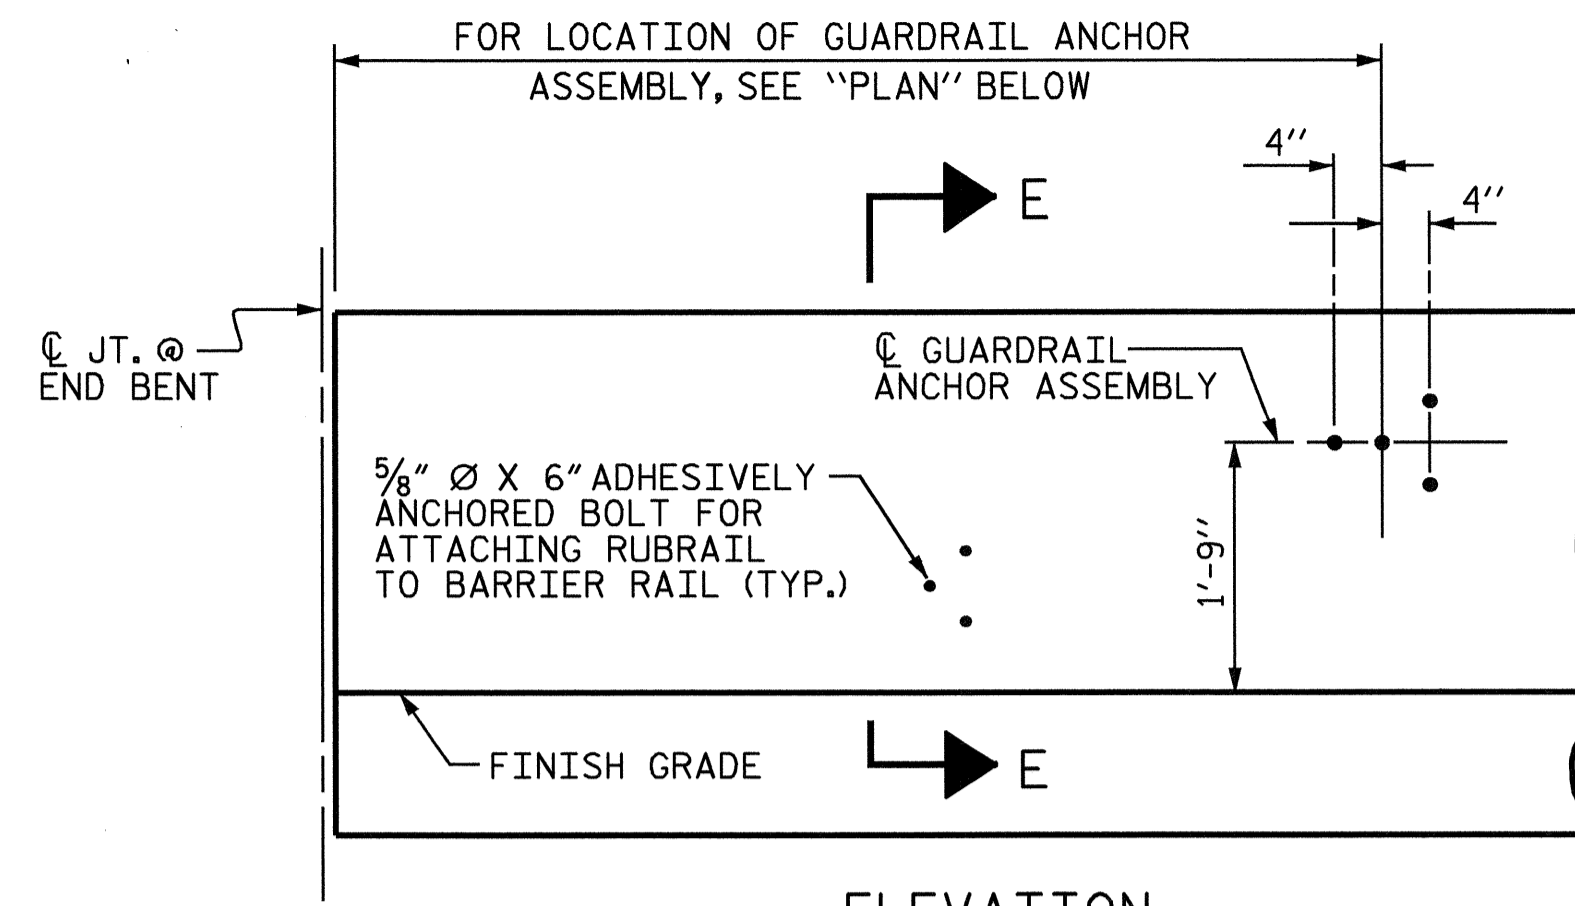 FOR LOCATION OF GUARDRAIL ANCHOR
ASSEMBLY, SEE "PLAN" BELOW
4"
4"
E
℄ JT. @
END BENT
℄ GUARDRAIL
ANCHOR ASSEMBLY
5/8" Ø X 6" ADHESIVELY
ANCHORED BOLT FOR
ATTACHING RUBRAIL
TO BARRIER RAIL (TYP.)
1'-9"
FINISH GRADE
E
ELEVATION